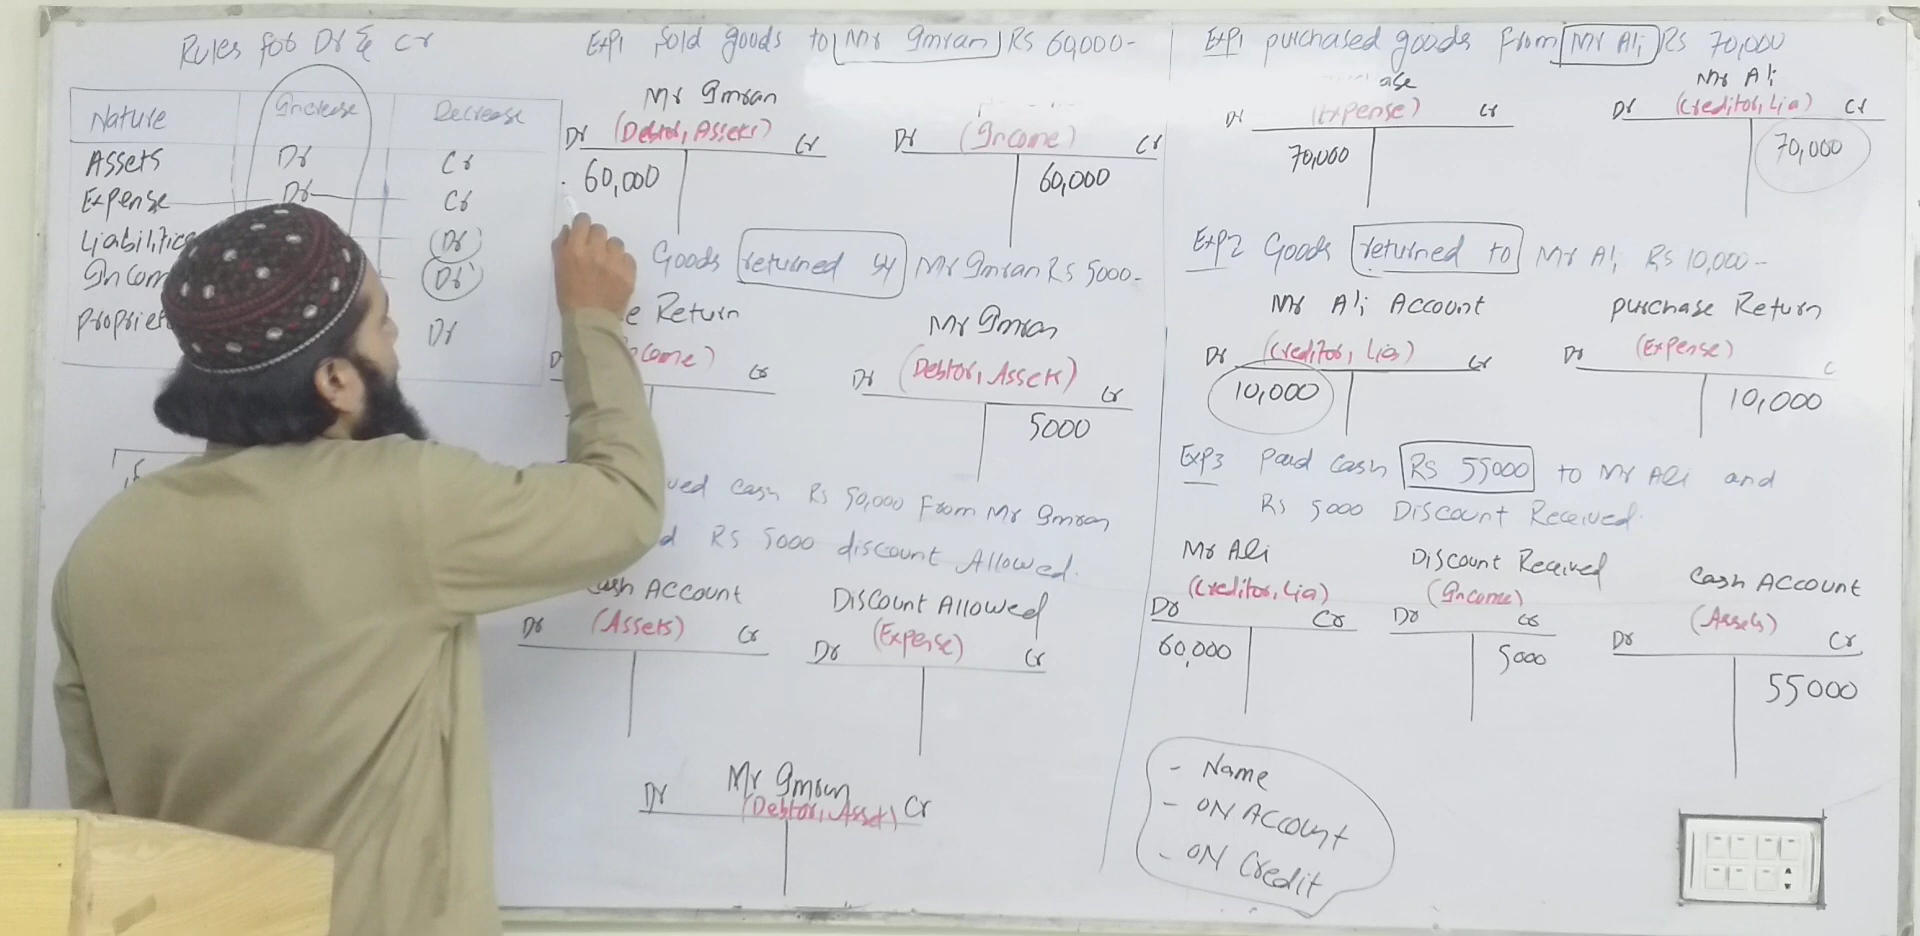 Rules for Dr & Cr
Nature Increase Decrease
Assets Dr Cr
Expense Dr Cr
Liabilities Dr
Incom Dr
Propriet Dr
Exp1 Sold goods to Mr Imran Rs 60,000-
Mr Imran
Dr (Debtor, Assets) Cr
60,000
Dr (Income) Cr
60,000
Goods returned by Mr Imran Rs 5000-
e Return
D come) Cr
Mr Imran
Dr (Debtor, Assets) Cr
5000
ved cash Rs 50,000 From Mr Imran
d Rs 5000 discount Allowed.
ash Account
Dr (Assets) Cr
Discount Allowed
(Expense)
Dr Cr
Mr Imran
Dr (Debtor, Asset) Cr
Exp1 purchased goods from Mr Ali Rs 70,000
ase
Dr (Expense) Cr
70,000
Mr Ali
Dr (Creditor, Lia) Cr
70,000
Exp2 Goods returned to Mr Ali Rs 10,000-
Mr Ali Account
Dr (Creditor, Lia) Cr
10,000
purchase Return
Dr (Expense) C
10,000
Exp3 Paid cash Rs 55000 to Mr Ali and
Rs 5000 Discount Received.
Mr Ali
(Creditor, Lia)
Dr Cr
60,000
Discount Received
(Income)
Dr Cr
5000
Cash Account
(Assets)
Dr Cr
55000
- Name
- ON Account
- ON Credit